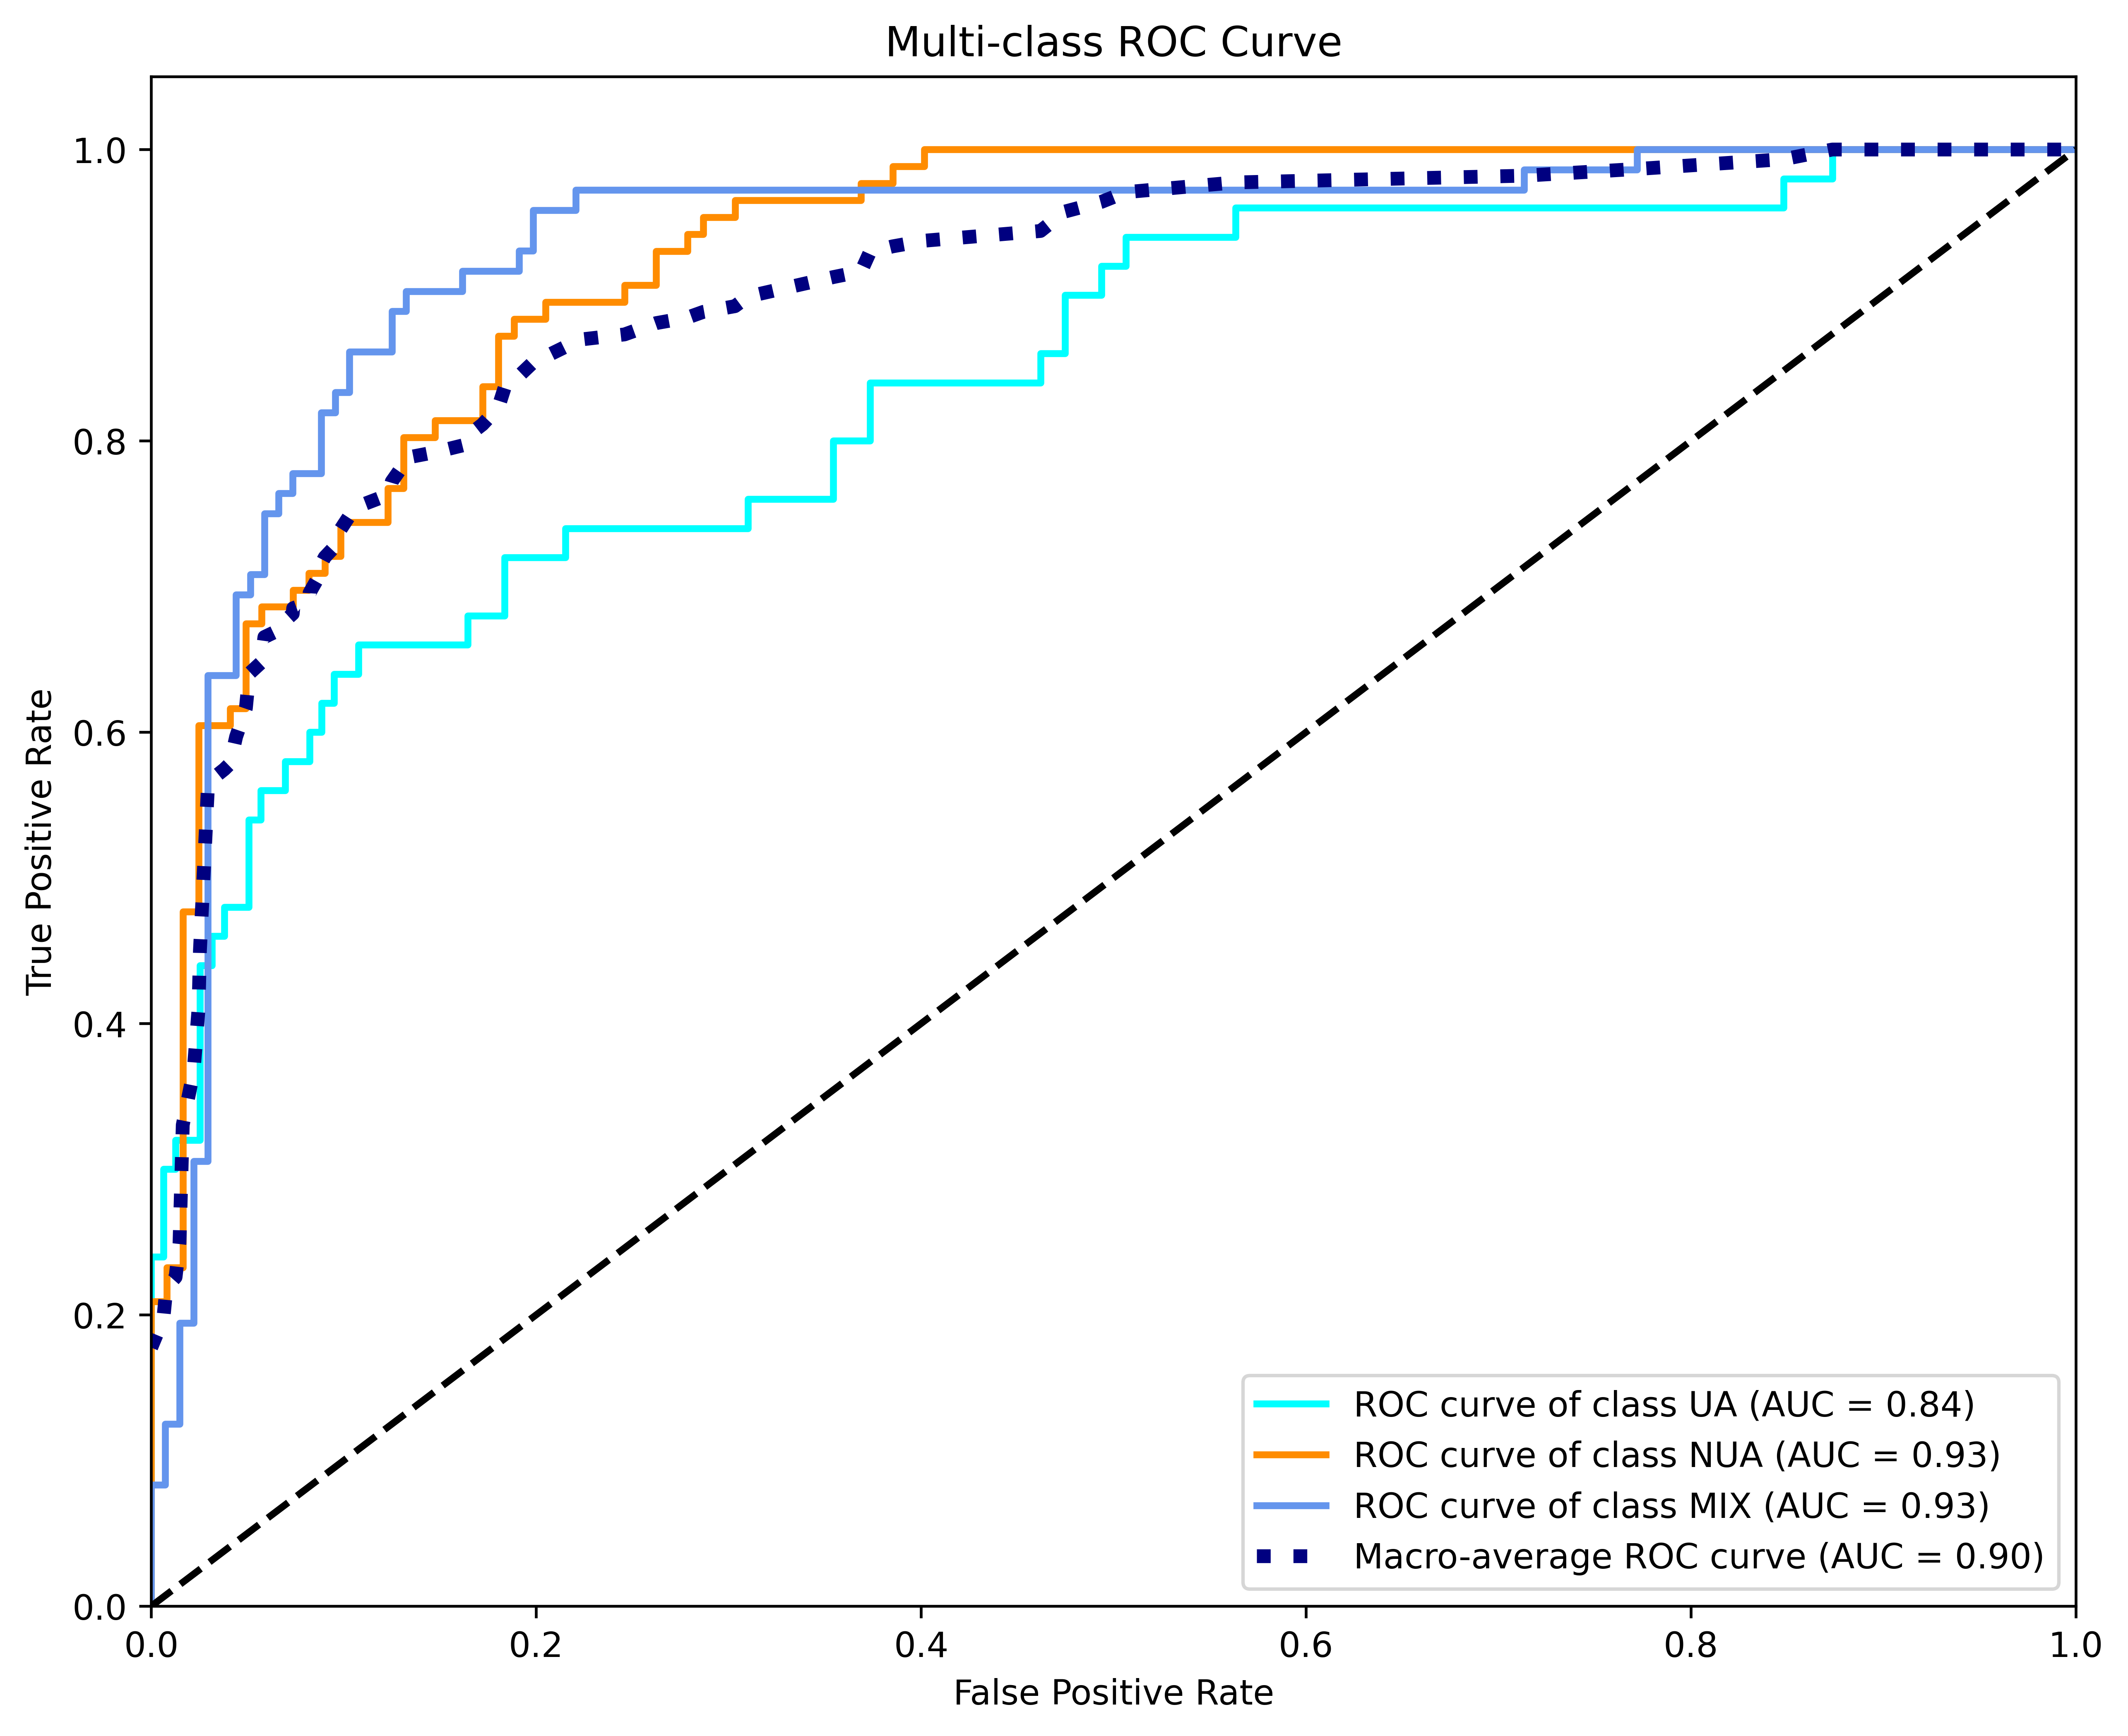 Multi-class ROC Curve
True Positive Rate
1.0
0.8
0.6
0.4
0.2
0.0
0.0 0.2 0.4 0.6 0.8 1.0
False Positive Rate
ROC curve of class UA (AUC = 0.84)
ROC curve of class NUA (AUC = 0.93)
ROC curve of class MIX (AUC = 0.93)
Macro-average ROC curve (AUC = 0.90)